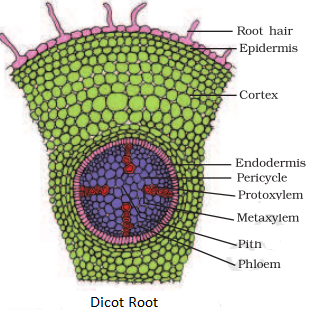 Root hair
Epidermis
Cortex
Endodermis
Pericycle
Protoxylem
Metaxylem
Pith
Phloem
Dicot Root